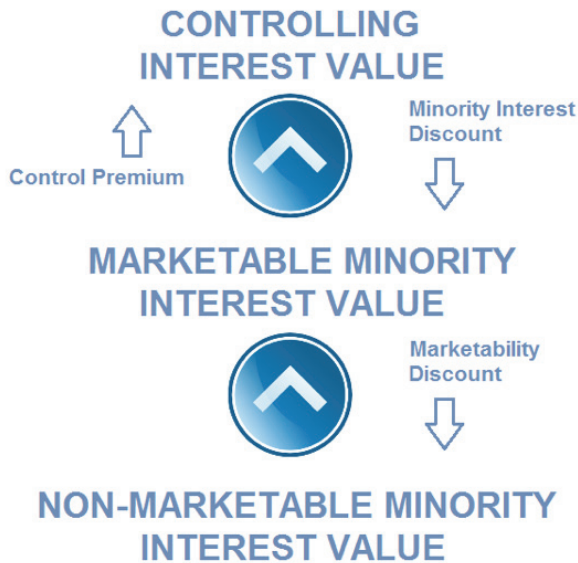 CONTROLLING
INTEREST VALUE
Minority Interest
Discount
Control Premium
MARKETABLE MINORITY
INTEREST VALUE
Marketability
Discount
NON-MARKETABLE MINORITY
INTEREST VALUE